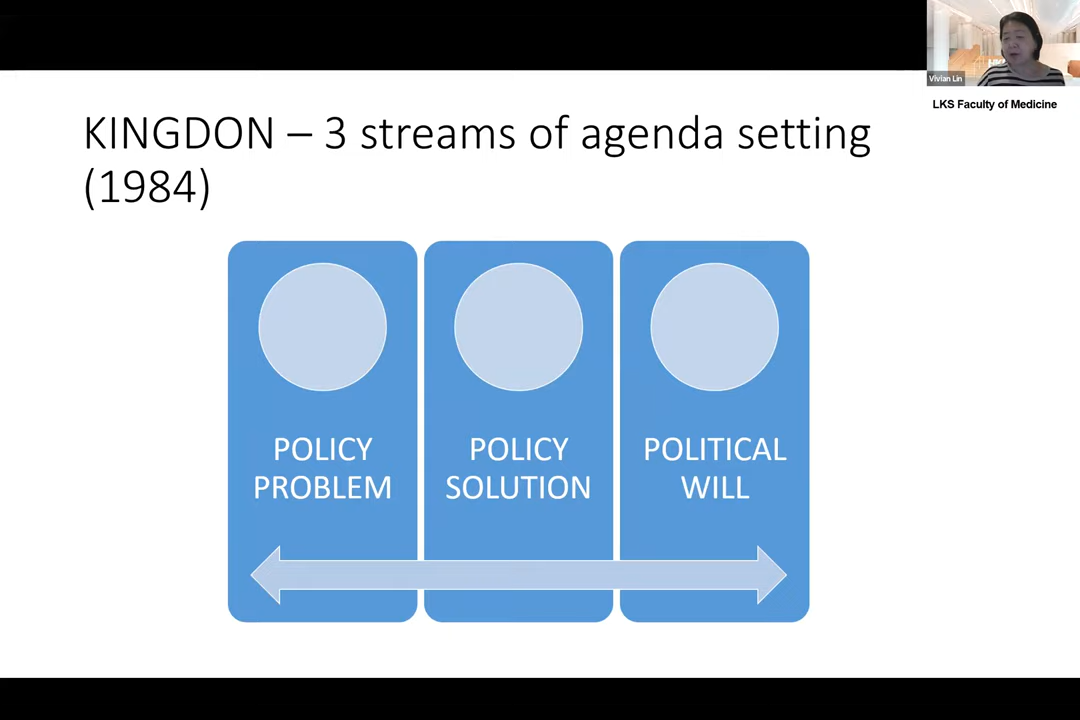 Vivian Lin
LKS Faculty of Medicine
KINGDON – 3 streams of agenda setting
(1984)
POLICY
PROBLEM
POLICY
SOLUTION
POLITICAL
WILL